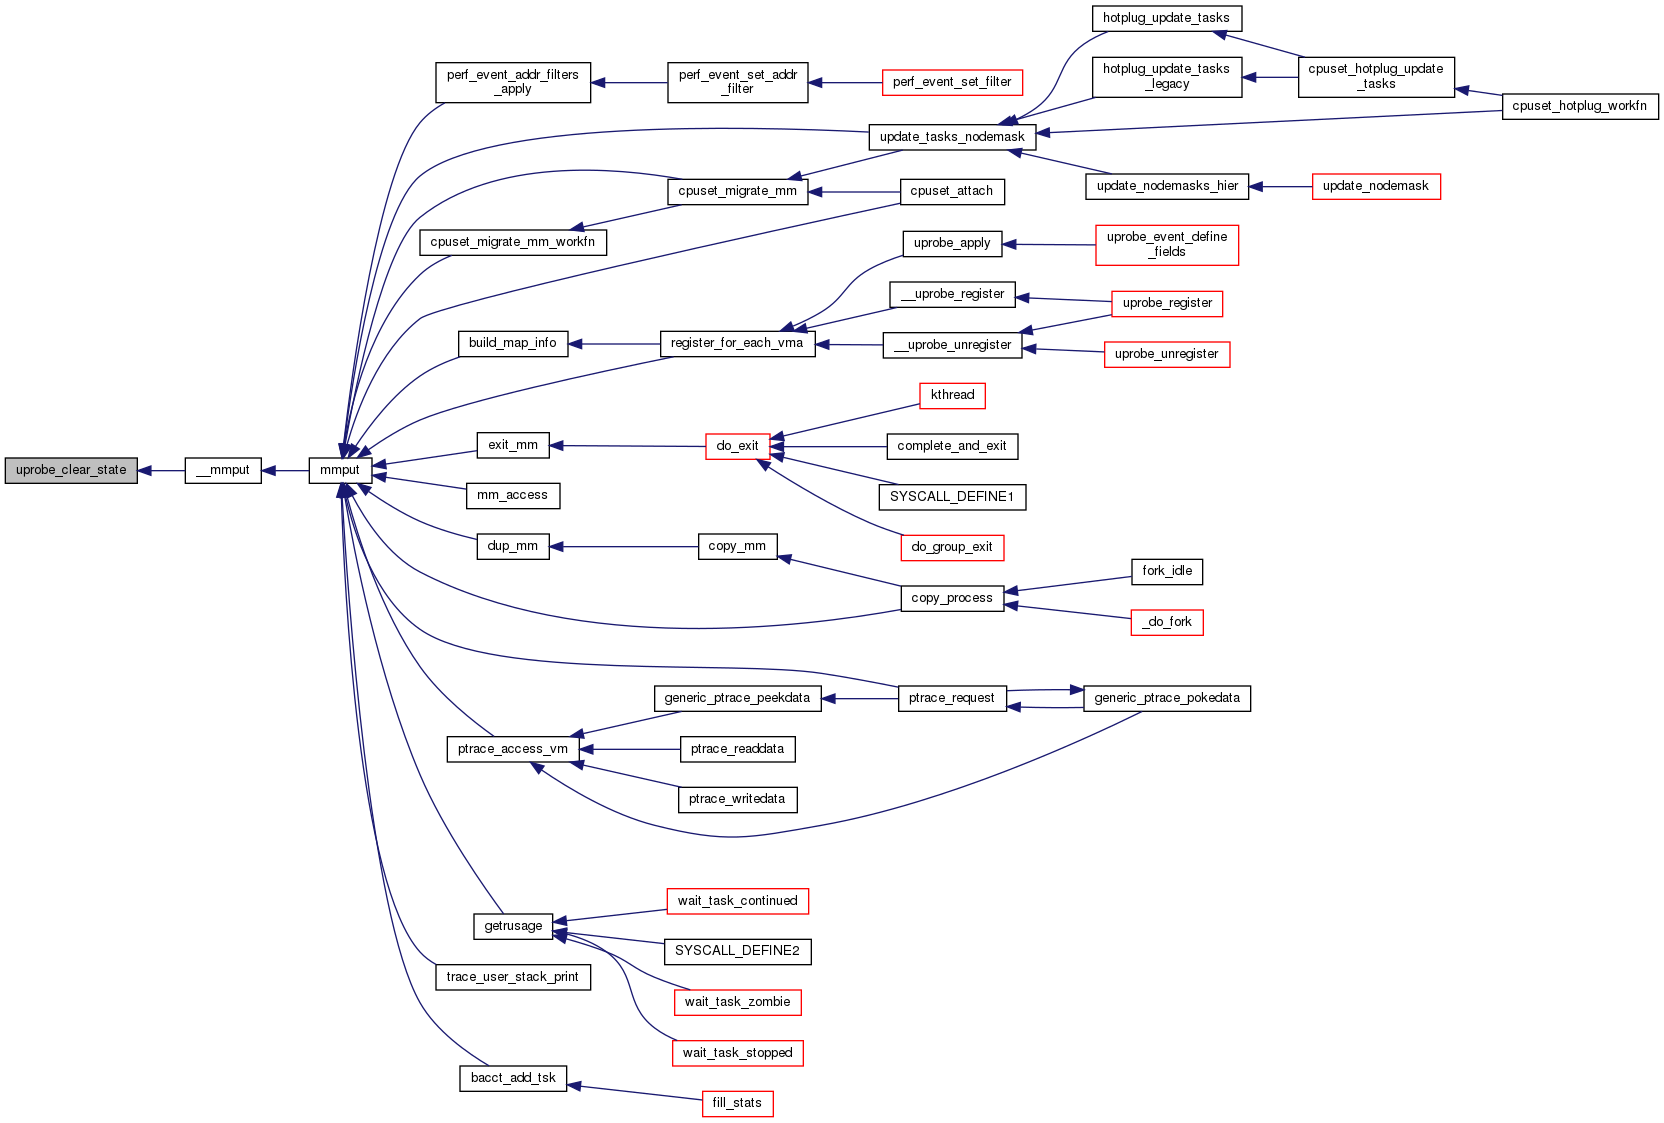 hotplug_update_tasks
perf_event_addr_filters
_apply
perf_event_set_addr
_filter
perf_event_set_filter
hotplug_update_tasks
_legacy
cpuset_hotplug_update
_tasks
cpuset_hotplug_workfn
update_tasks_nodemask
cpuset_migrate_mm
cpuset_attach
update_nodemasks_hier
update_nodemask
cpuset_migrate_mm_workfn
uprobe_apply
uprobe_event_define
_fields
__uprobe_register
uprobe_register
build_map_info
register_for_each_vma
__uprobe_unregister
uprobe_unregister
kthread
exit_mm
do_exit
complete_and_exit
uprobe_clear_state
__mmput
mmput
mm_access
SYSCALL_DEFINE1
dup_mm
copy_mm
do_group_exit
fork_idle
copy_process
_do_fork
generic_ptrace_peekdata
ptrace_request
generic_ptrace_pokedata
ptrace_access_vm
ptrace_readdata
ptrace_writedata
wait_task_continued
getrusage
SYSCALL_DEFINE2
trace_user_stack_print
wait_task_zombie
wait_task_stopped
bacct_add_tsk
fill_stats